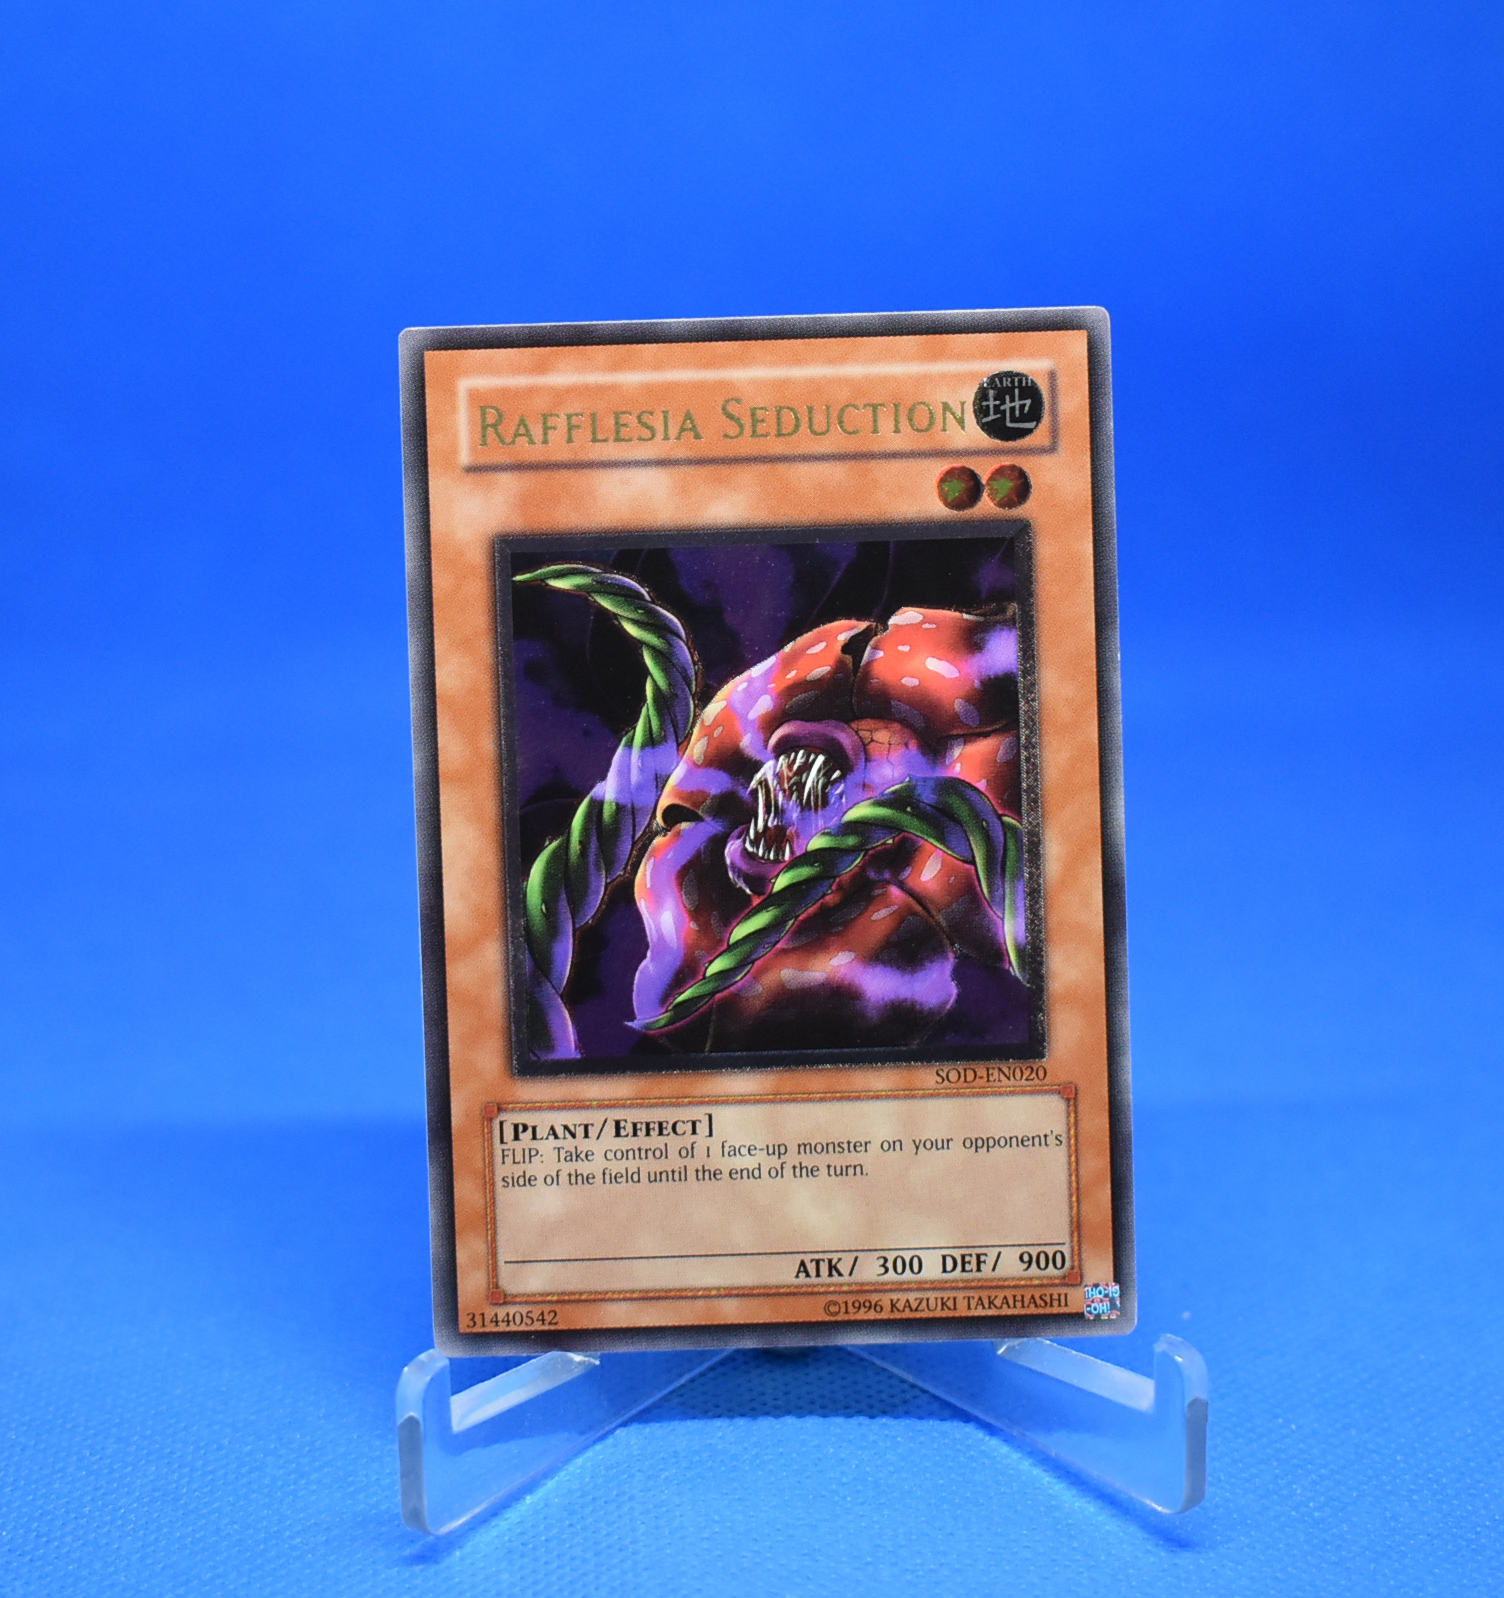 RAFFLESIA SEDUCTION
EARTH
地
SOD-EN020
[PLANT/EFFECT]
FLIP: Take control of 1 face-up monster on your opponent's
side of the field until the end of the turn.
ATK/ 300 DEF/ 900
31440542
©1996 KAZUKI TAKAHASHI
-OH!